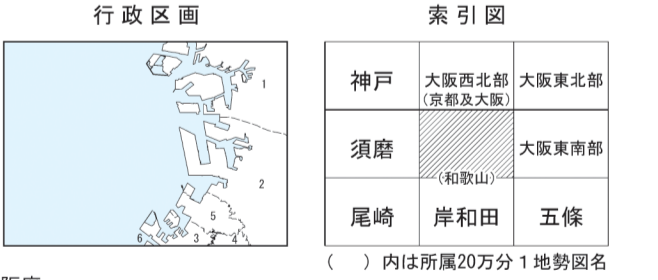 行政区画
1
2
5
6
3
4
索引図
神戸
大阪西北部
(京都及大阪)
大阪東北部
須磨
大阪東南部
(和歌山)
尾崎
岸和田
五條
(　)内は所属20万分1地勢図名